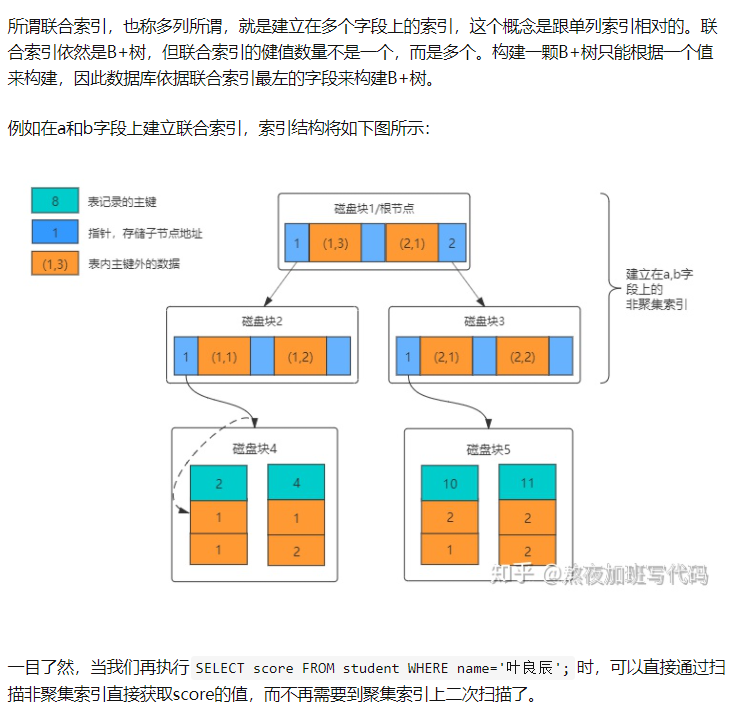 所谓联合索引，也称多列所谓，就是建立在多个字段上的索引，这个概念是跟单列索引相对的。联
合索引依然是B+树，但联合索引的健值数量不是一个，而是多个。构建一颗B+树只能根据一个值
来构建，因此数据库依据联合索引最左的字段来构建B+树。
例如在a和b字段上建立联合索引，索引结构将如下图所示：
8 表记录的主键
1 指针，存储子节点地址
(1,3) 表内主键外的数据
磁盘块1/根节点
1 (1,3) (2,1) 2
建立在a,b字
段上的
非聚集索引
磁盘块2
1 (1,1) (1,2)
磁盘块3
1 (2,1) (2,2)
磁盘块4
2 4
1 1
1 2
磁盘块5
10 11
2 2
1 2
知乎 @熬夜加班写代码
一目了然，当我们再执行 SELECT score FROM student WHERE name='叶良辰'; 时，可以直接通过扫
描非聚集索引直接获取score的值，而不再需要到聚集索引上二次扫描了。